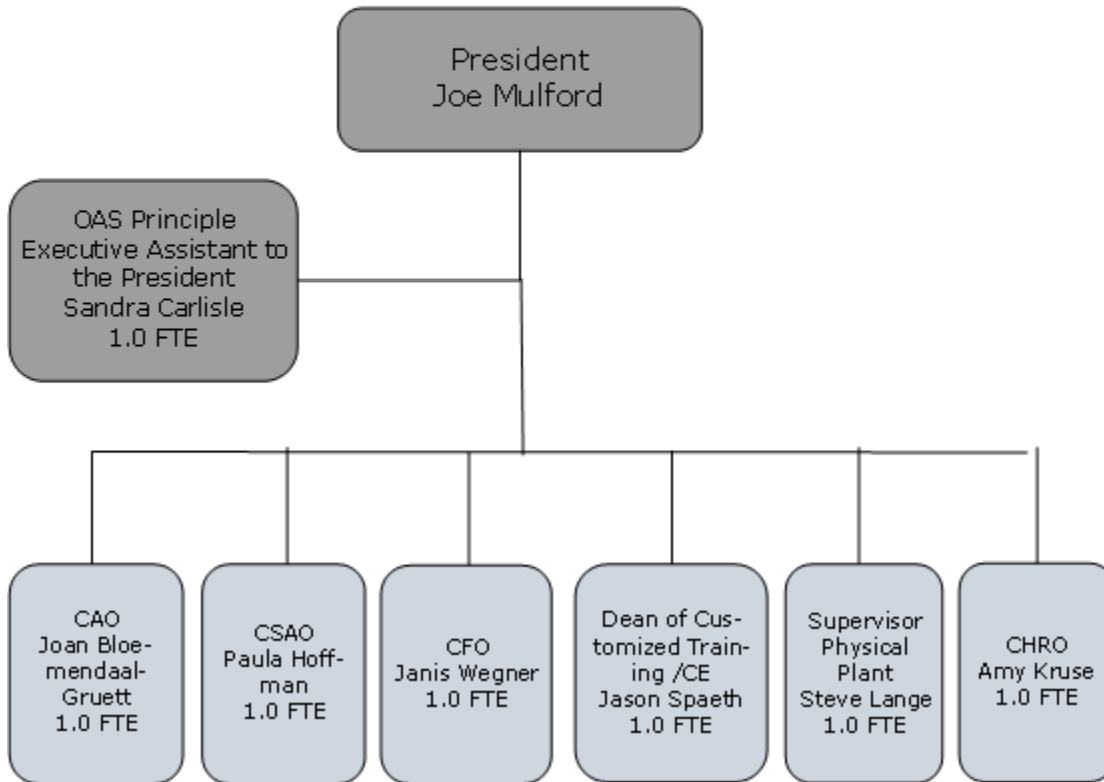 President
Joe Mulford
OAS Principle
Executive Assistant to
the President
Sandra Carlisle
1.0 FTE
CAO
Joan Bloe-
mendaal-
Gruett
1.0 FTE
CSAO
Paula Hoff-
man
1.0 FTE
CFO
Janis Wegner
1.0 FTE
Dean of Cus-
tomized Train-
ing /CE
Jason Spaeth
1.0 FTE
Supervisor
Physical
Plant
Steve Lange
1.0 FTE
CHRO
Amy Kruse
1.0 FTE